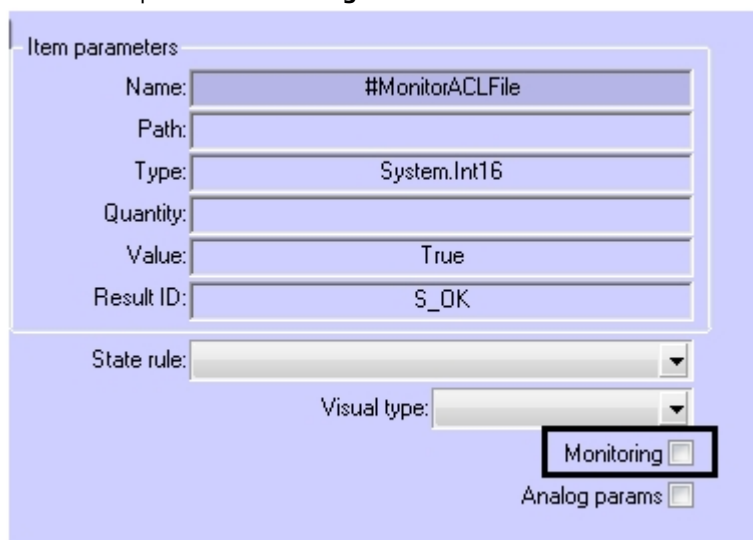 Item parameters
Name: #MonitorACLFile
Path:
Type: System.Int16
Quantity:
Value: True
Result ID: S_OK
State rule:
Visual type:
Monitoring
Analog params